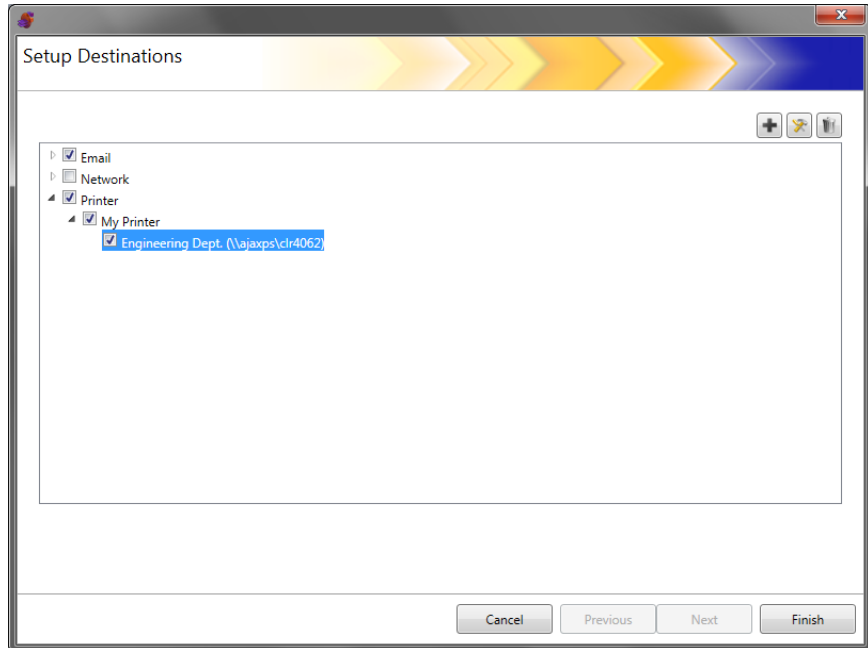 Setup Destinations
Email
Network
Printer
My Printer
Engineering Dept. (\\ajaxps\clr4062)
Cancel Previous Next Finish